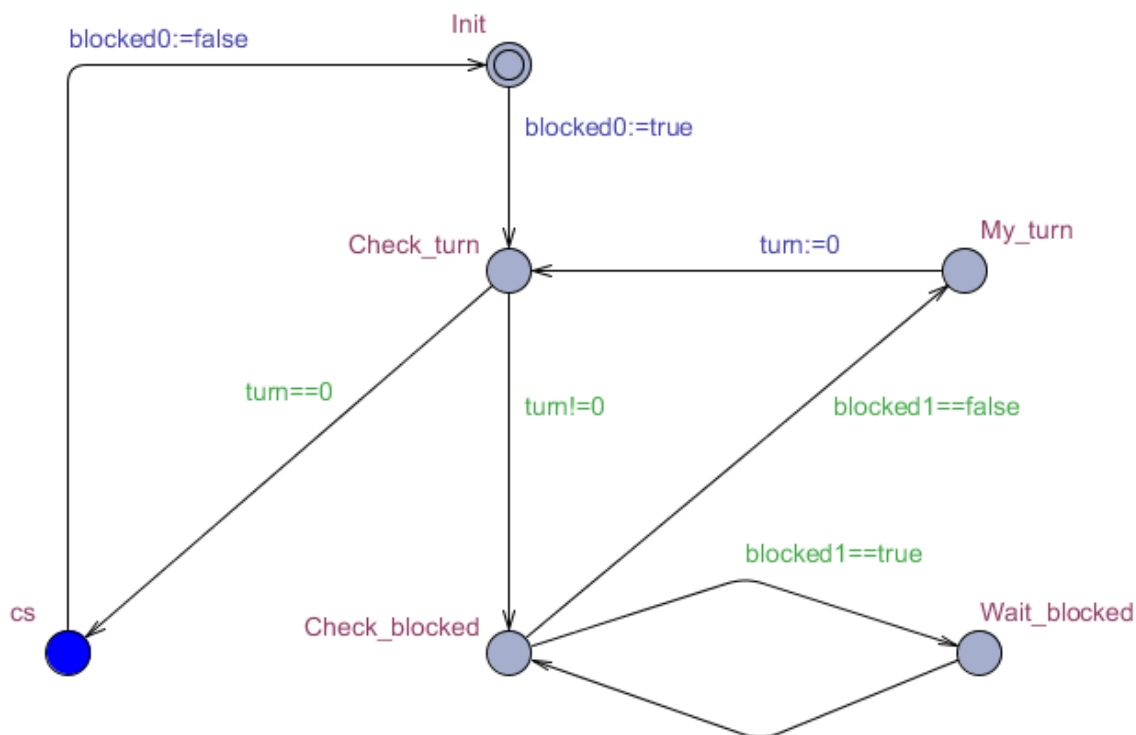 Init
blocked0:=false
blocked0:=true
Check_turn
turn:=0
My_turn
turn==0
turn!=0
blocked1==false
blocked1==true
cs
Check_blocked
Wait_blocked